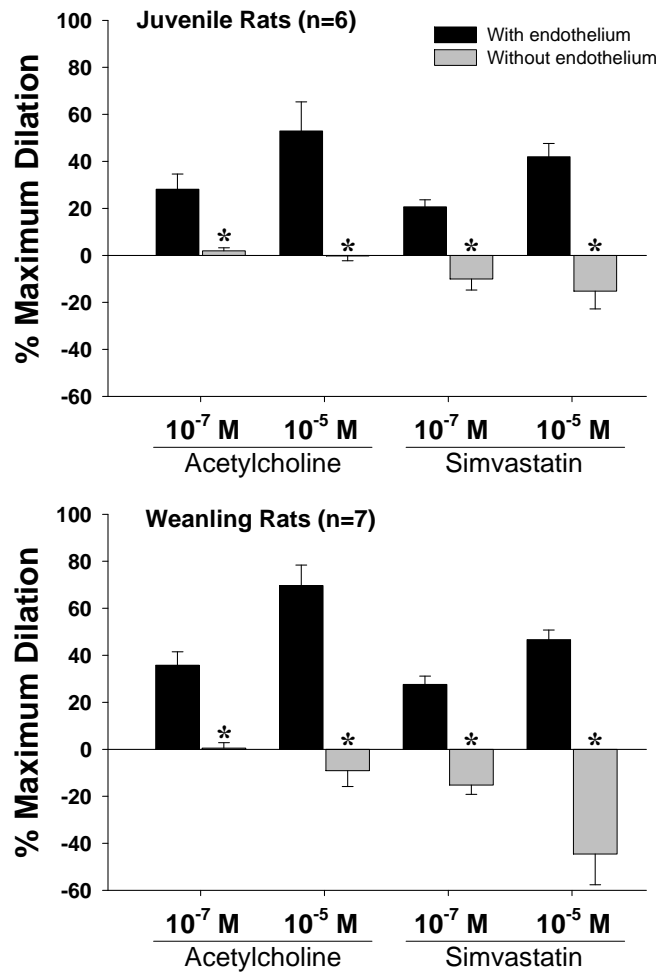 Juvenile Rats (n=6)
With endothelium
Without endothelium
% Maximum Dilation
100
80
60
40
20
0
-20
-40
-60
*
*
*
*
10⁻⁷ M
10⁻⁵ M
10⁻⁷ M
10⁻⁵ M
Acetylcholine
Simvastatin
Weanling Rats (n=7)
% Maximum Dilation
100
80
60
40
20
0
-20
-40
-60
*
*
*
*
10⁻⁷ M
10⁻⁵ M
10⁻⁷ M
10⁻⁵ M
Acetylcholine
Simvastatin